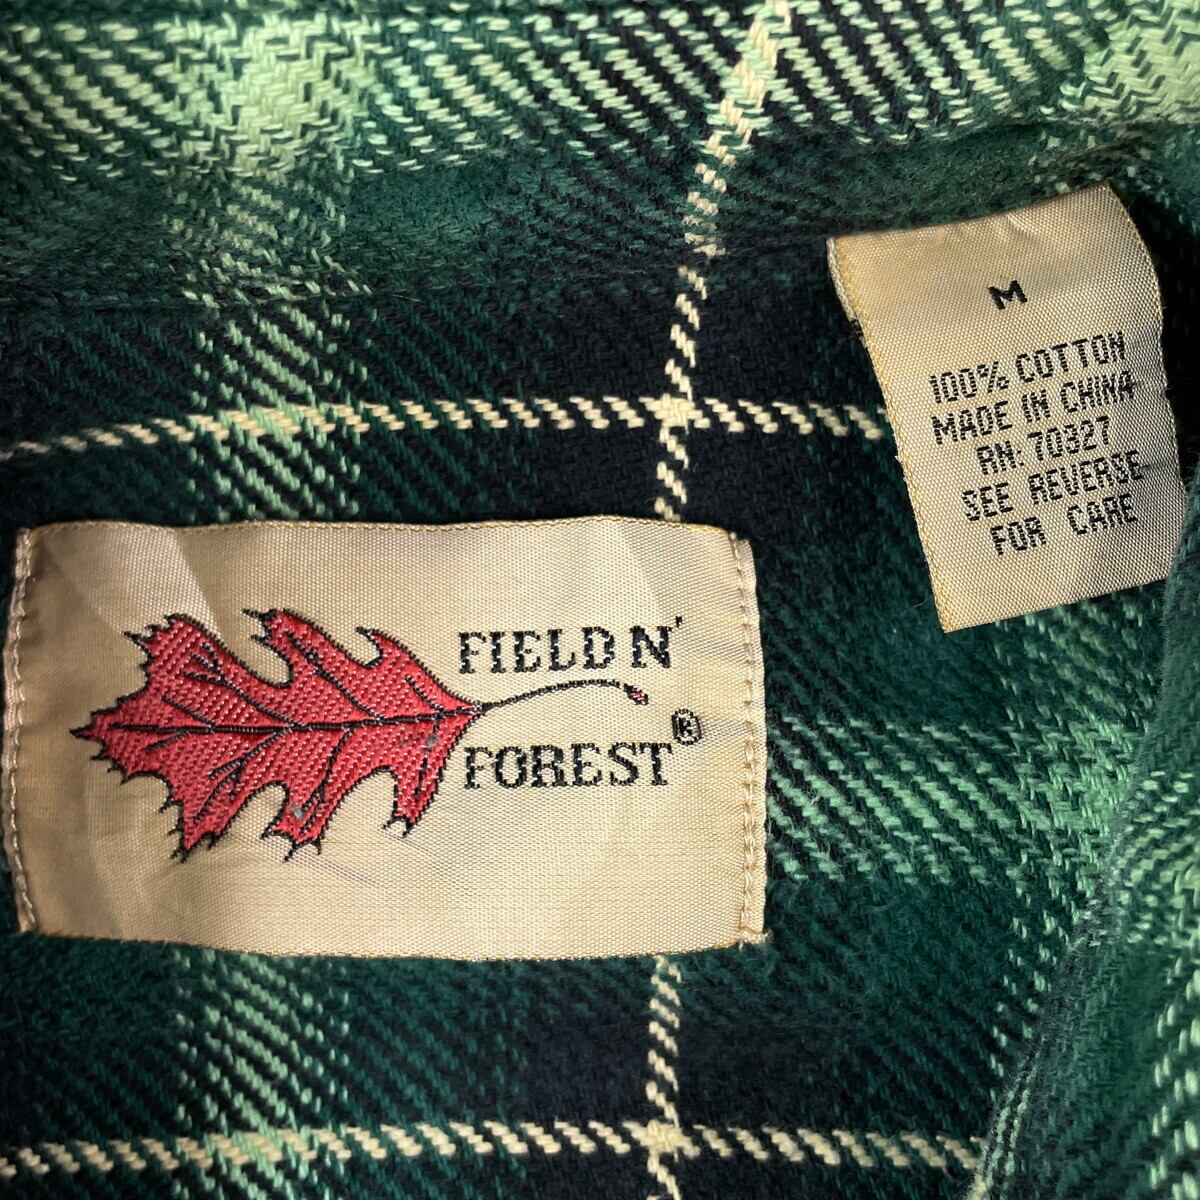 FIELD N'
FOREST®
M
100% COTTON
MADE IN CHINA
RN: 70327
SEE REVERSE
FOR CARE